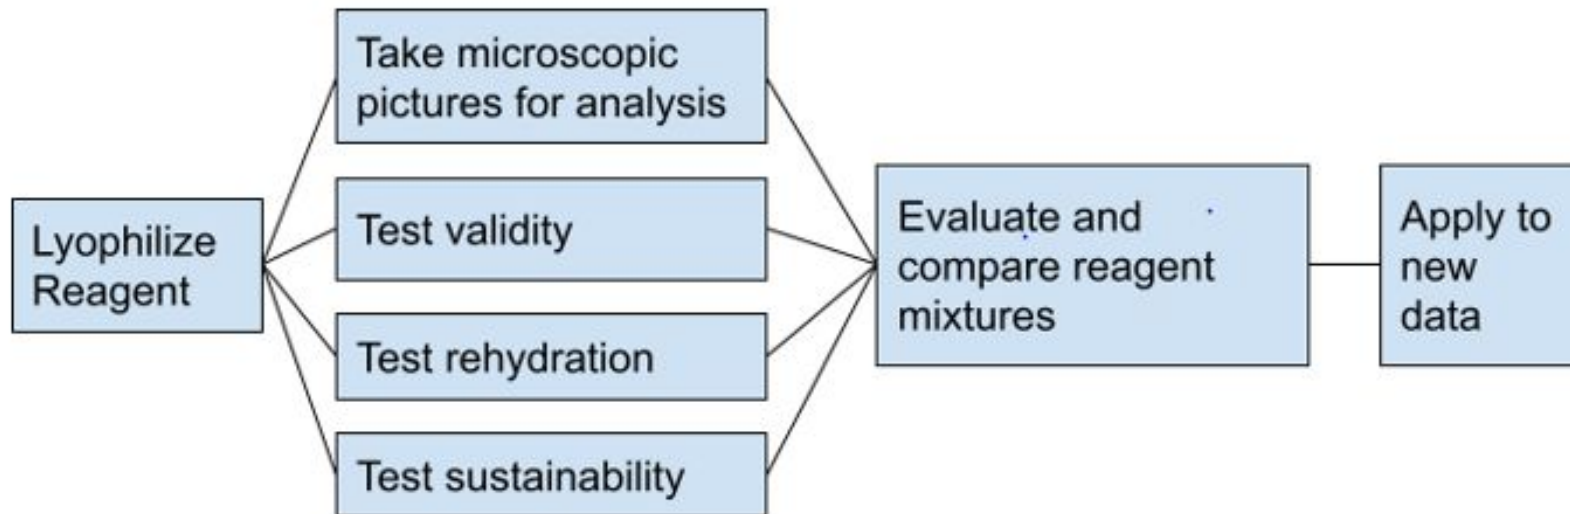 Lyophilize
Reagent
Take microscopic
pictures for analysis
Test validity
Test rehydration
Test sustainability
Evaluate and
compare reagent
mixtures
Apply to
new
data